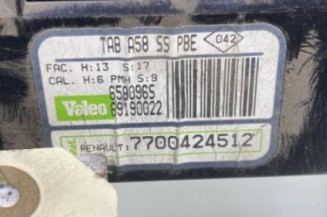 TAB A58 SS PBE 042
FAC. H:13 S:17
CAL. H:6 PMH S:9
6580965
Valeo 69190022
RENAULT: 7700424512